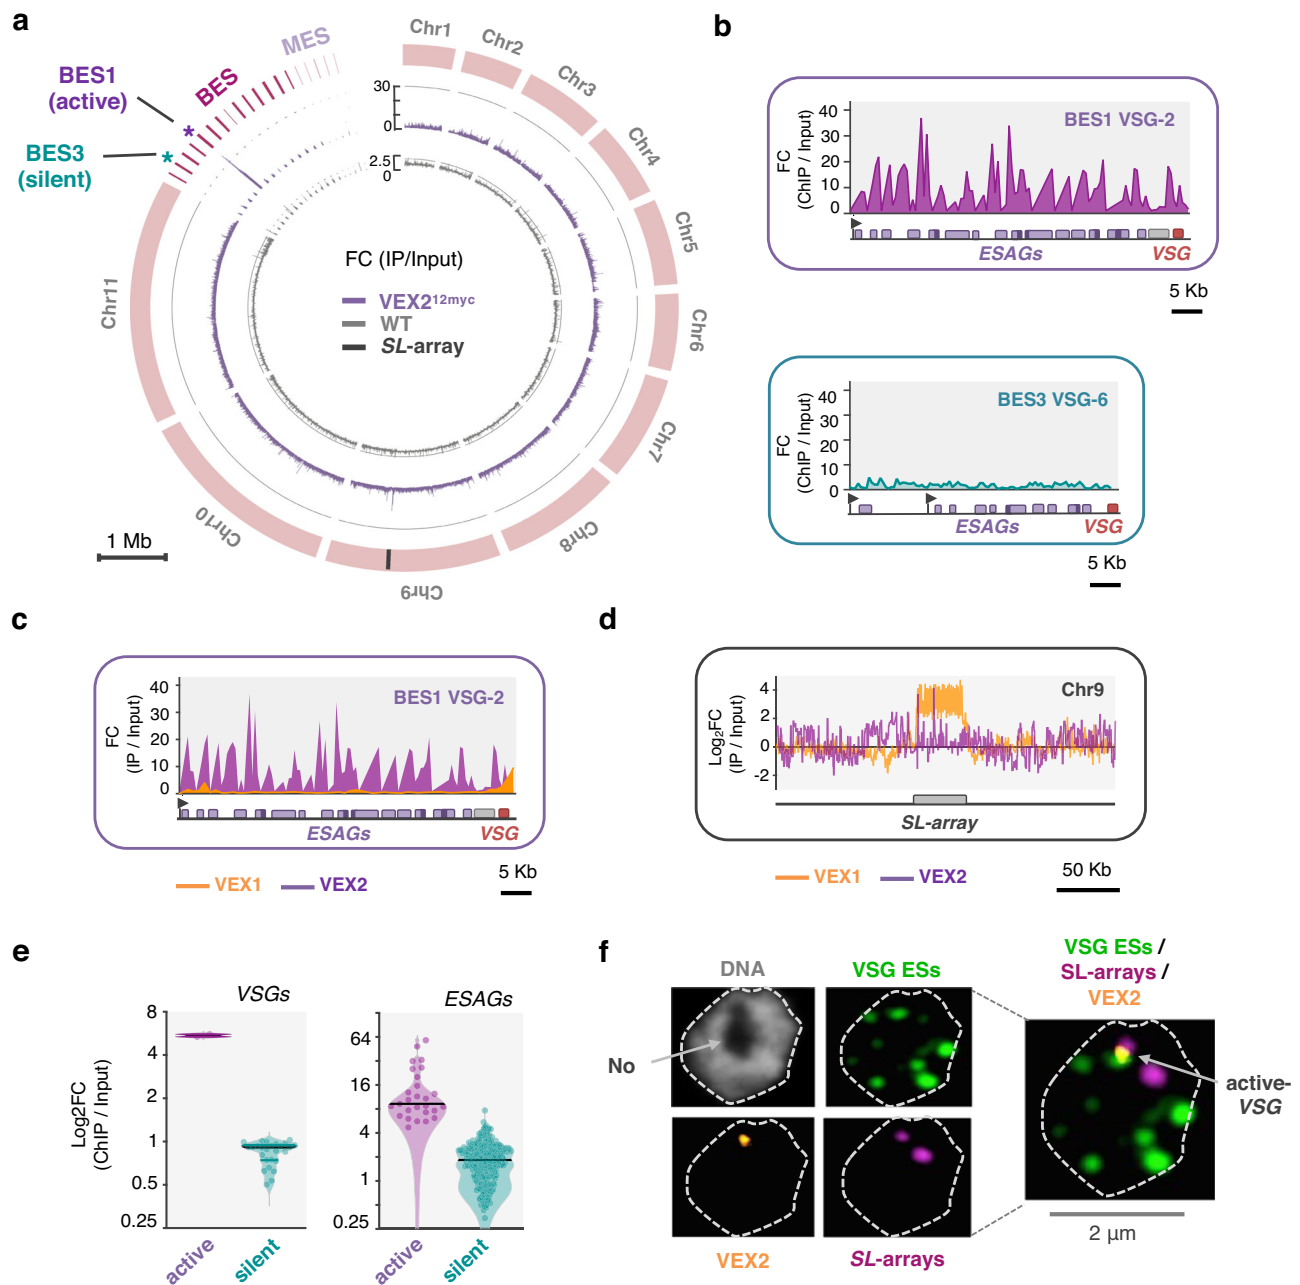 a
Chr1
Chr2
Chr3
Chr4
Chr5
Chr6
Chr7
Chr8
Chr9
Chr10
Chr11
MES
BES
BES1
(active)
BES3
(silent)
*
*
30
0
2.5
0
FC (IP/Input)
VEX2^12myc
WT
SL-array
1 Mb
b
BES1 VSG-2
FC
(ChIP / Input)
40
30
20
10
0
ESAGs
VSG
5 Kb
BES3 VSG-6
FC
(ChIP / Input)
40
30
20
10
0
ESAGs
VSG
5 Kb
c
BES1 VSG-2
FC
(IP / Input)
40
30
20
10
0
ESAGs
VSG
VEX1
VEX2
5 Kb
d
Chr9
Log₂FC
(IP / Input)
4
2
0
-2
SL-array
VEX1
VEX2
50 Kb
e
VSGs
ESAGs
Log2FC
(ChIP / Input)
8
4
2
1
0.5
0.25
64
16
4
1
0.25
active
silent
active
silent
f
DNA
VSG ESs
VSG ESs /
SL-arrays /
VEX2
No
active-
VSG
VEX2
SL-arrays
2 μm